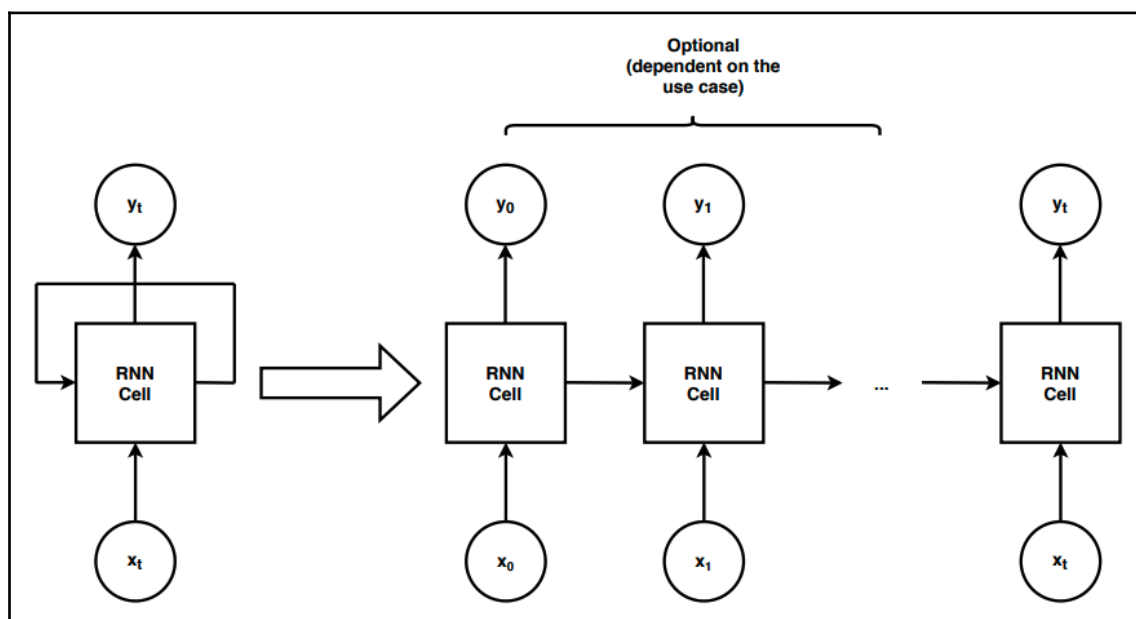 Optional
(dependent on the
use case)
yt
y0
y1
yt
RNN
Cell
RNN
Cell
RNN
Cell
...
RNN
Cell
xt
x0
x1
xt